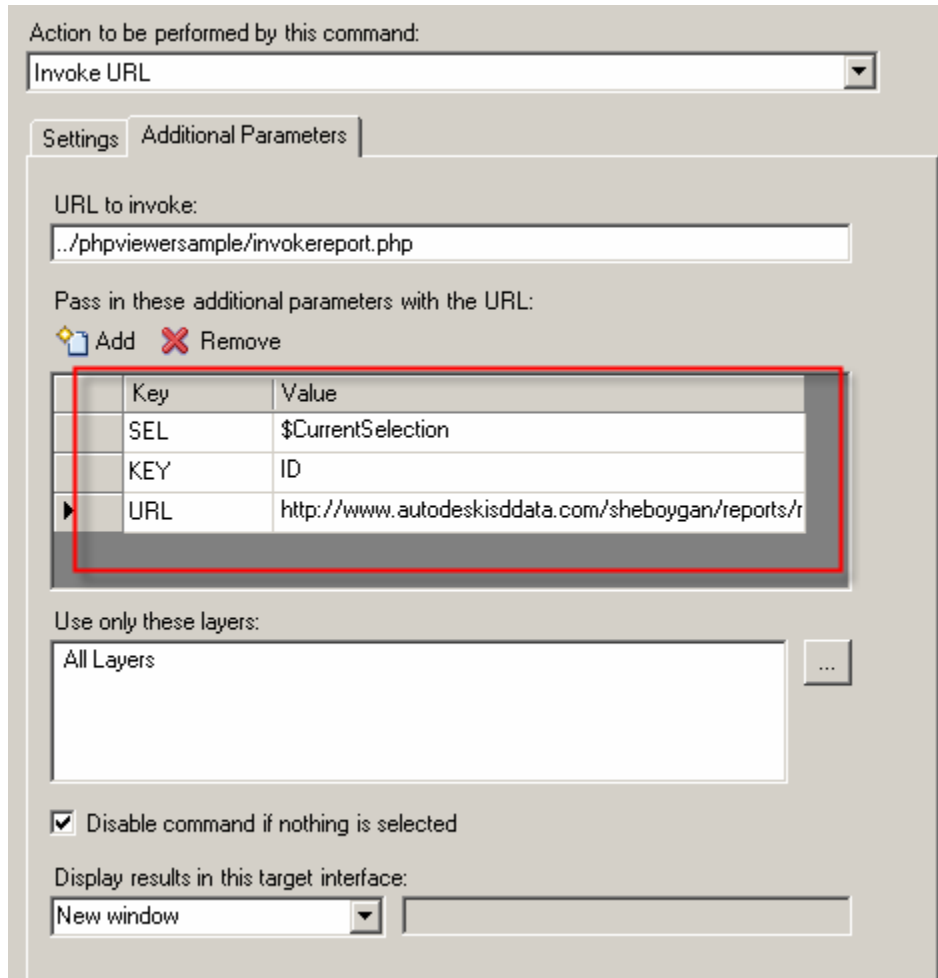 Action to be performed by this command:
Invoke URL
Settings Additional Parameters
URL to invoke:
../phpviewersample/invokereport.php
Pass in these additional parameters with the URL:
Add Remove
Key Value
SEL $CurrentSelection
KEY ID
URL http://www.autodeskisddata.com/sheboygan/reports/r
Use only these layers:
All Layers
...
Disable command if nothing is selected
Display results in this target interface:
New window